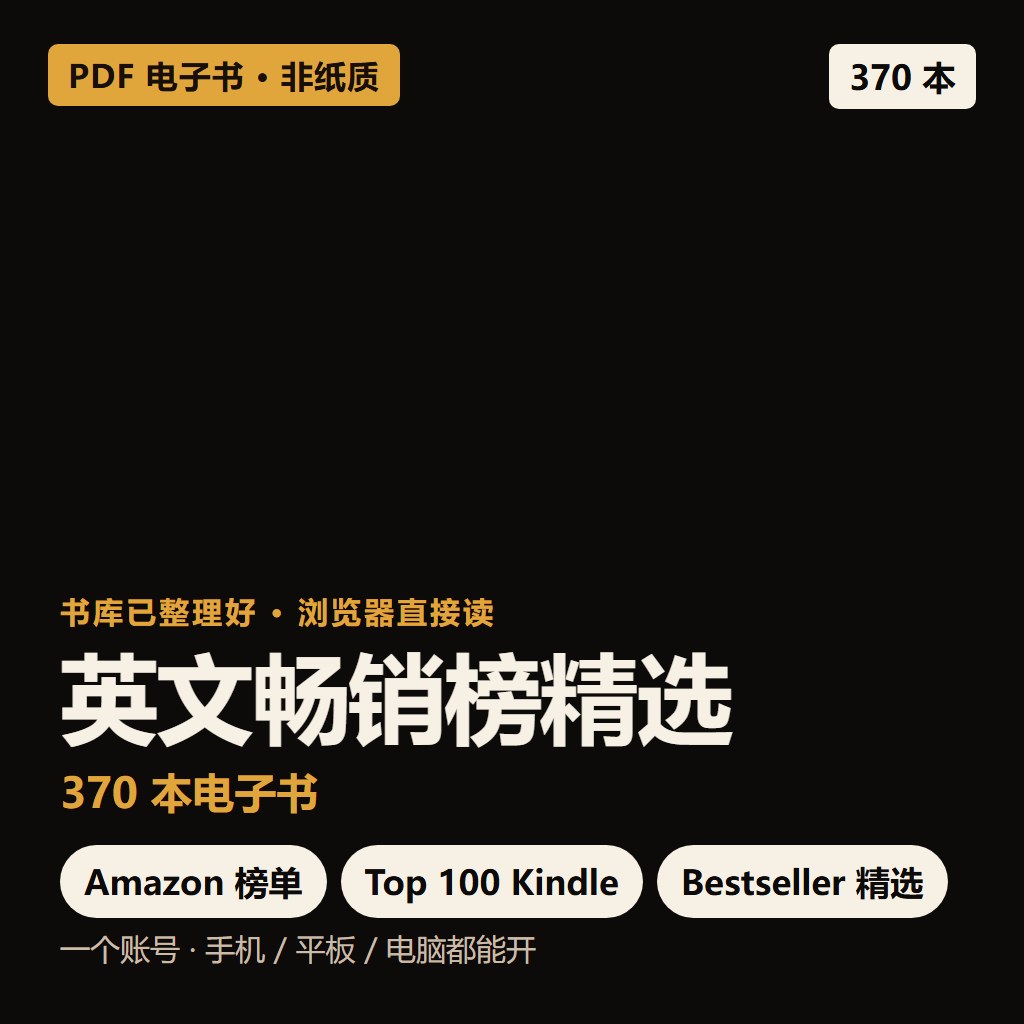 PDF 电子书 • 非纸质
370 本
书库已整理好 • 浏览器直接读
英文畅销榜精选
370 本电子书
Amazon 榜单
Top 100 Kindle
Bestseller 精选
一个账号 · 手机 / 平板 / 电脑都能开